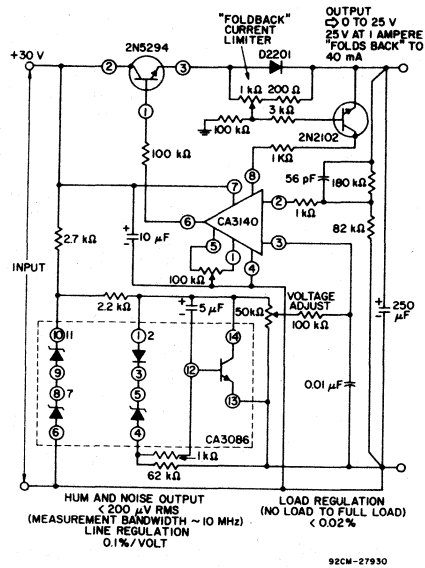 OUTPUT
⇨ 0 TO 25 V
25 V AT 1 AMPERE
"FOLDS BACK" TO
40 mA
"FOLDBACK"
CURRENT
LIMITER
2N5294
D2201
+30 V
2
3
1 kΩ
200 Ω
3 kΩ
100 kΩ
1
2N2102
1 KΩ
100 kΩ
8
56 pF
180 kΩ
7
2
6
CA3140
1 kΩ
2.7 kΩ
10 μF
5
1
4
3
82 kΩ
INPUT
100 kΩ
VOLTAGE
ADJUST
250
μF
2.2 kΩ
5 μF
50kΩ
100 kΩ
10 11
1 2
14
9
3
12
8 7
5
13
0.01 μF
6
4
CA3086
1 kΩ
62 kΩ
HUM AND NOISE OUTPUT
< 200 μV RMS
(MEASUREMENT BANDWIDTH ~ 10 MHz)
LINE REGULATION
0.1%/VOLT
LOAD REGULATION
(NO LOAD TO FULL LOAD)
< 0.02%
92CM-27930